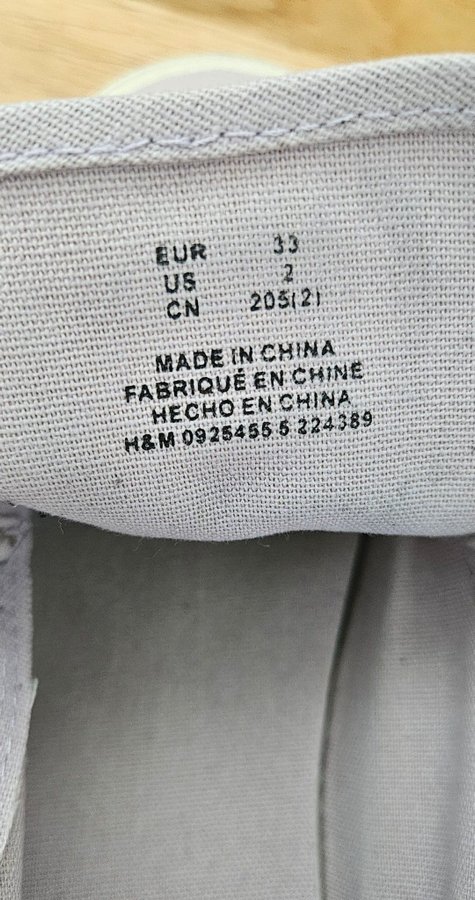 EUR 33
US 2
CN 205(2)
MADE IN CHINA
FABRIQUÉ EN CHINE
HECHO EN CHINA
H&M 0925455 5 224389